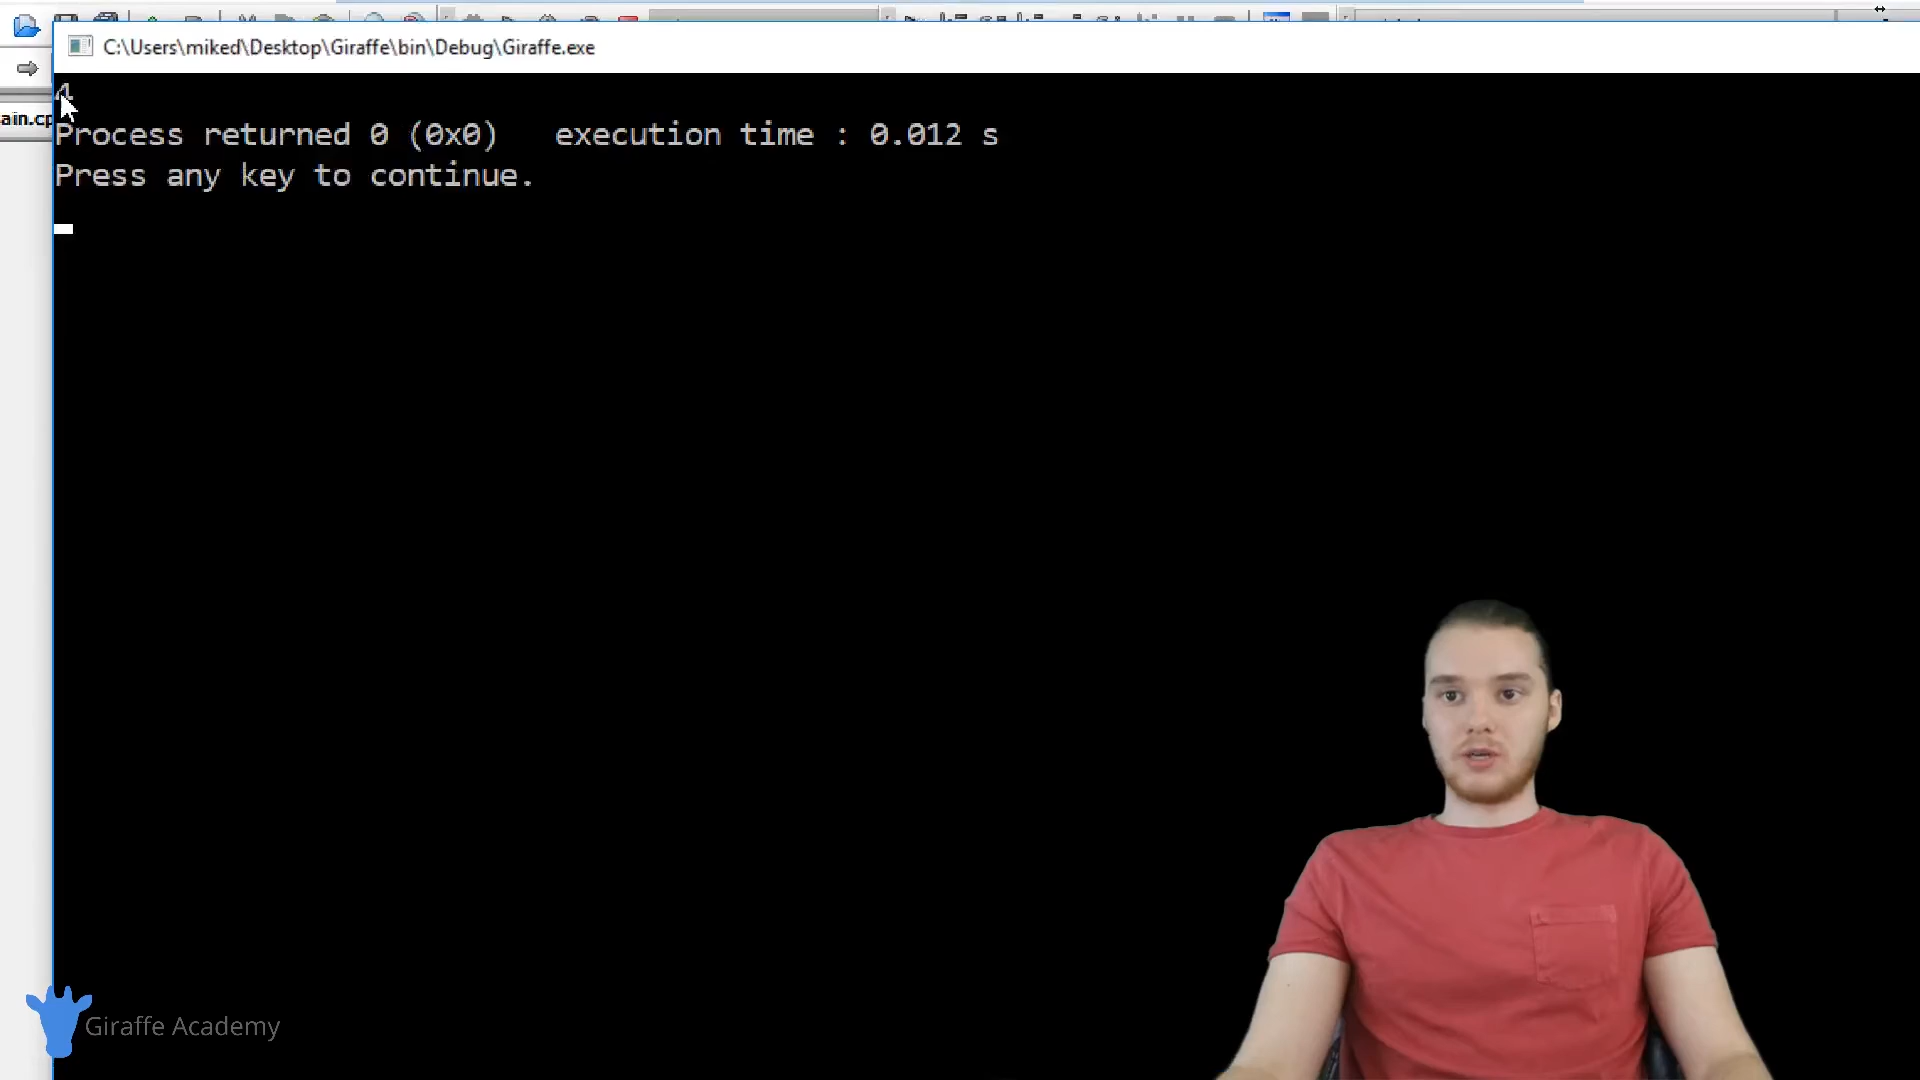 C:\Users\miked\Desktop\Giraffe\bin\Debug\Giraffe.exe
4
ain.cp
Process returned 0 (0x0)   execution time : 0.012 s
Press any key to continue.
Giraffe Academy